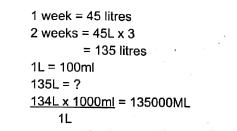 1 week = 45 litres
2 weeks = 45L x 3
= 135 litres
1L = 100ml
135L = ?
134L x 1000ml = 135000ML
1L